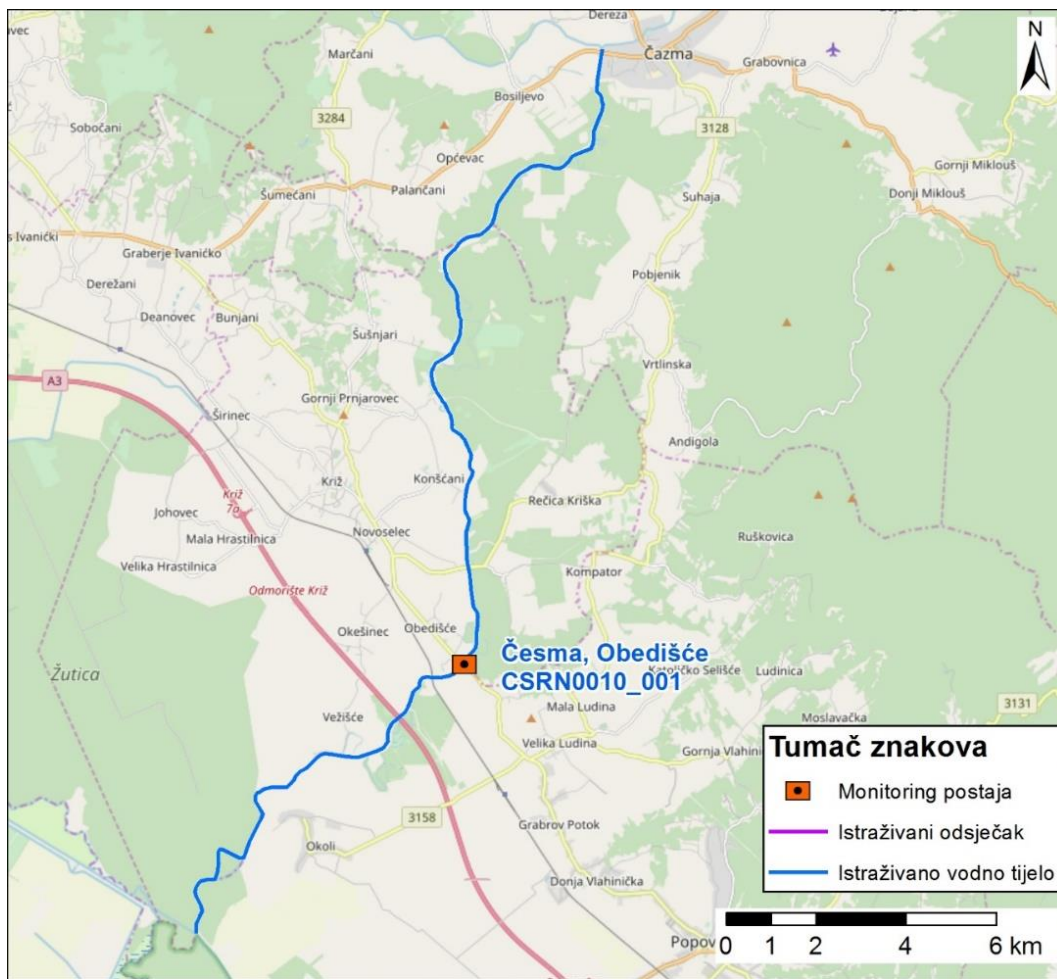 Dereza
N
Marčani
Čazma
Grabovnica
Bosiljevo
Sobočani
3284
3128
Općevac
Gornji Miklouš
Palančani
Šumećani
Suhaja
Donji Miklouš
Graberje Ivaničko
Pobjenik
Derežani
Deanovec
Bunjani
Šušnjari
Vrtlinska
A3
Gornji Prnjarovec
Širinec
Andigola
Konšćani
Križ
Križ
7a
Rečica Kriška
Johovec
Novoselec
Mala Hrastilnica
Ruškovica
Velika Hrastilnica
Kompator
Odmorište Križ
Okešinec
Obedišće
Žutica
Česma, Obedišće
CSRN0010_001
Katoličko Selišće
Ludinica
Mala Ludina
3131
Vežišće
Moslavačka
Velika Ludina
Gornja Vlahinič
Tumač znakova
Monitoring postaja
Istraživani odsječak
Istraživano vodno tijelo
3158
Grabrov Potok
Okoli
Donja Vlahinička
0 1 2 4 6 km